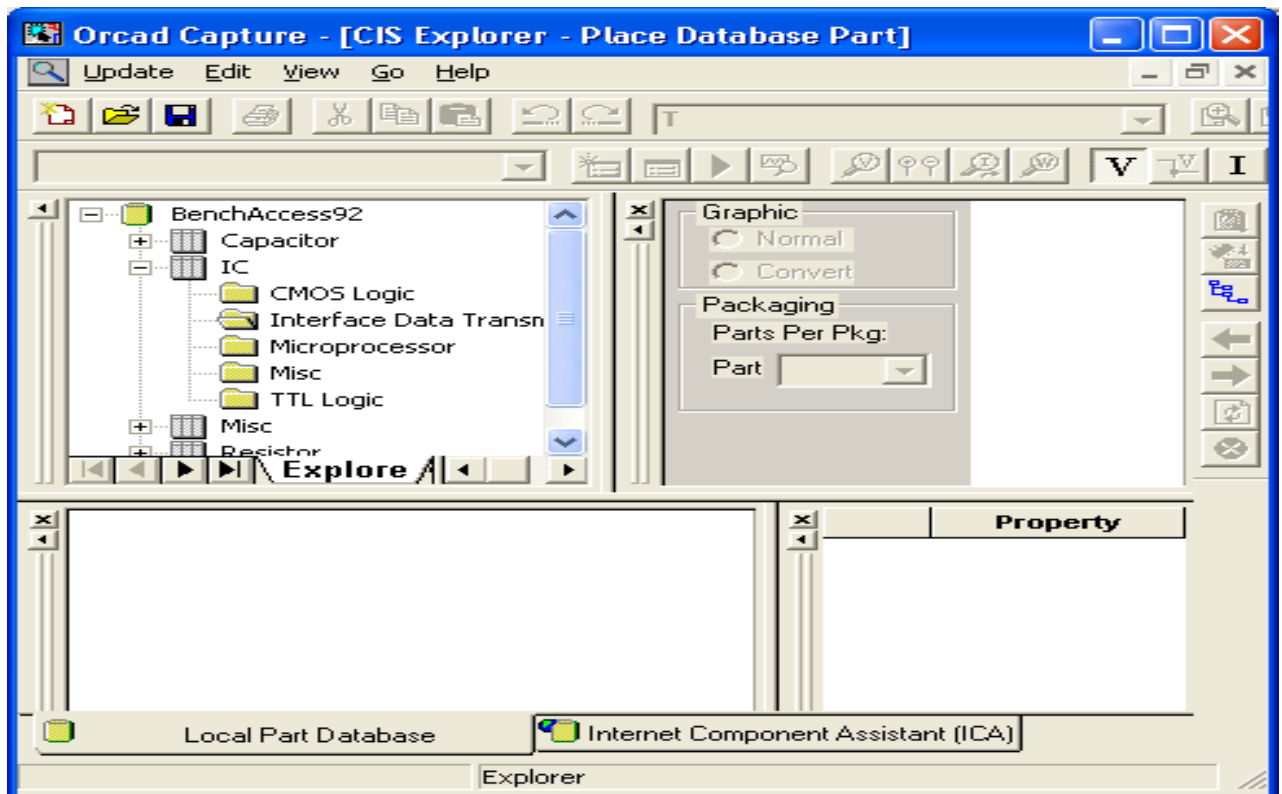 Orcad Capture - [CIS Explorer - Place Database Part]
Update Edit View Go Help
T
V V I
BenchAccess92
Capacitor
IC
CMOS Logic
Interface Data Transn
Microprocessor
Misc
TTL Logic
Misc
Resistor
Explore
Graphic
Normal
Convert
Packaging
Parts Per Pkg:
Part
Property
Local Part Database
Internet Component Assistant (ICA)
Explorer